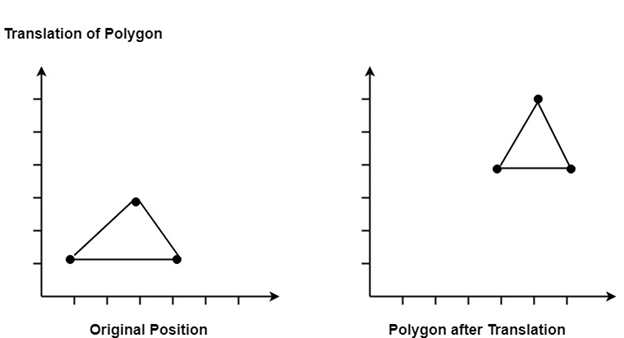 Translation of Polygon
Original Position
Polygon after Translation